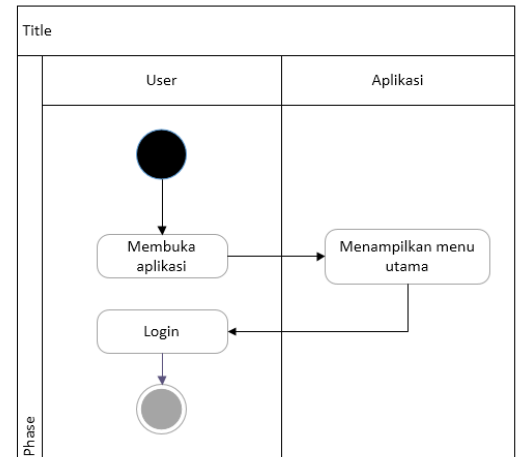 Title
User
Aplikasi
Membuka
aplikasi
Menampilkan menu
utama
Login
Phase